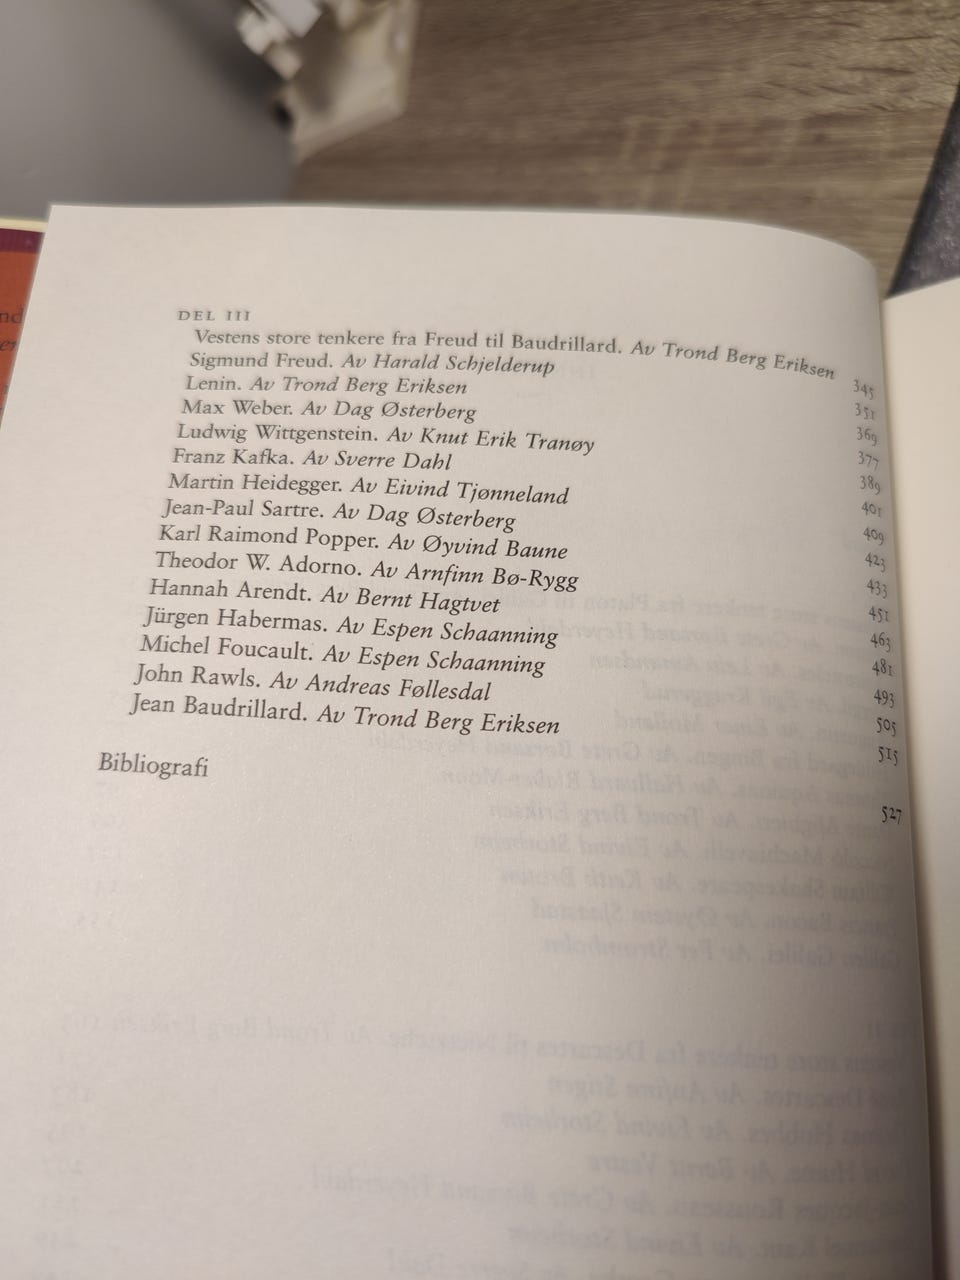 DEL III
Vestens store tenkere fra Freud til Baudrillard. Av Trond Berg Eriksen 345
Sigmund Freud. Av Harald Schjelderup 351
Lenin. Av Trond Berg Eriksen 369
Max Weber. Av Dag Østerberg 377
Ludwig Wittgenstein. Av Knut Erik Tranøy 389
Franz Kafka. Av Sverre Dahl 401
Martin Heidegger. Av Eivind Tjønneland 409
Jean-Paul Sartre. Av Dag Østerberg 423
Karl Raimond Popper. Av Øyvind Baune 433
Theodor W. Adorno. Av Arnfinn Bø-Rygg 451
Hannah Arendt. Av Bernt Hagtvet 463
Jürgen Habermas. Av Espen Schaanning 481
Michel Foucault. Av Espen Schaanning 493
John Rawls. Av Andreas Føllesdal 505
Jean Baudrillard. Av Trond Berg Eriksen 515
Bibliografi 527